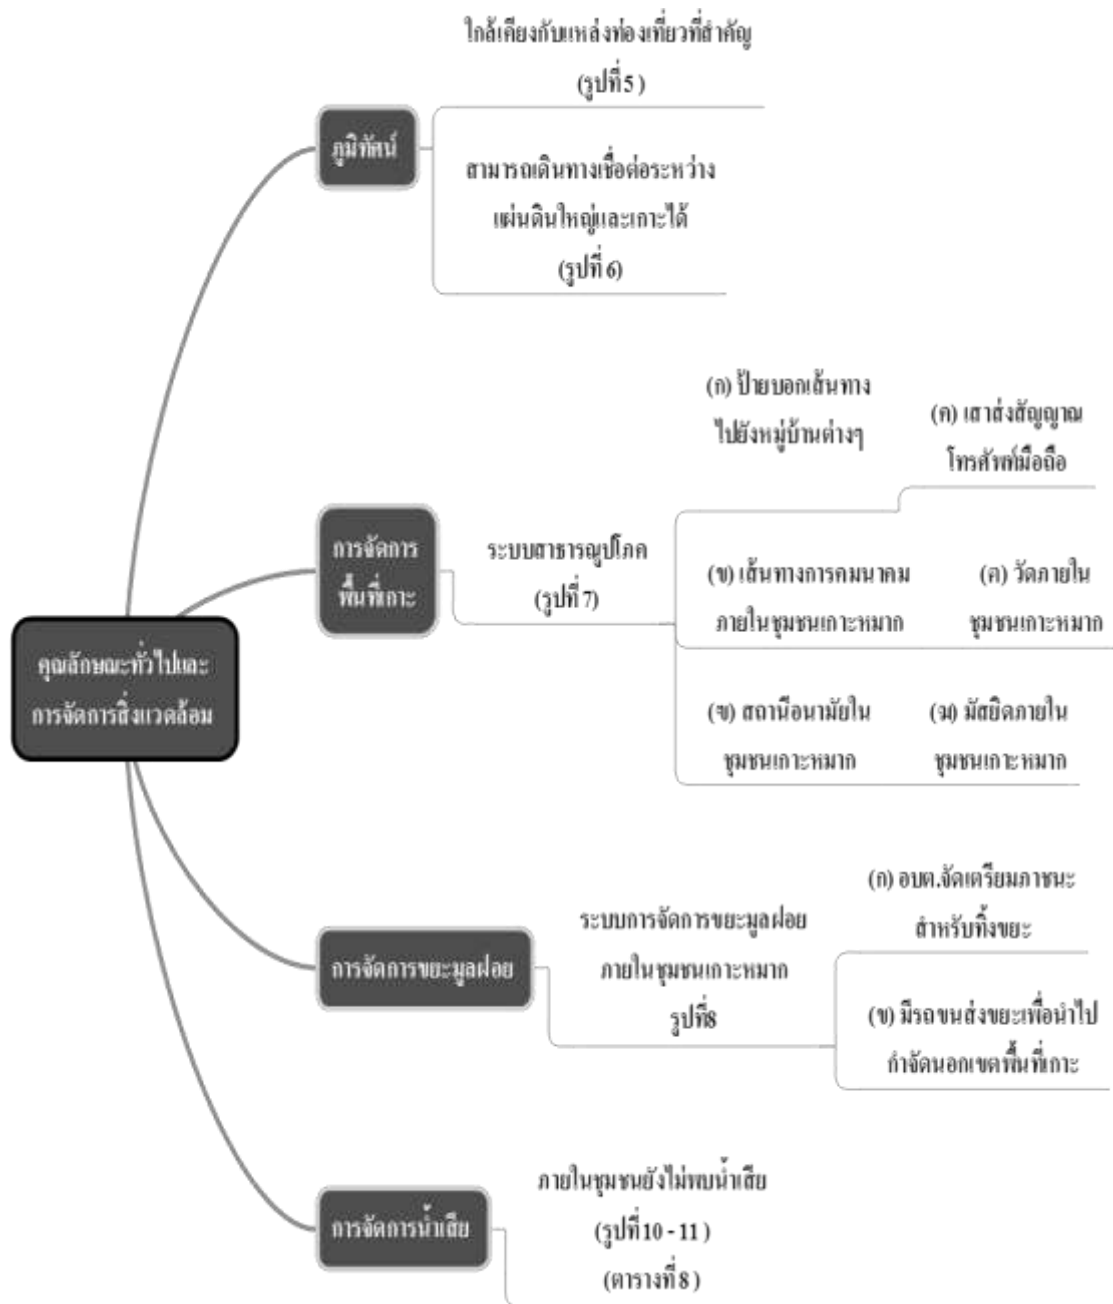 ใกล้เคียงกับแหล่งท่องเที่ยวที่สำคัญ
(รูปที่5 )
ภูมิทัศน์
สามารถเดินทางเชื่อต่อระหว่าง
แผ่นดินใหญ่และเกาะได้
(รูปที่ 6)
(ก) ป้ายบอกเส้นทาง
ไปยังหมู่บ้านต่างๆ
(ค) เสาส่งสัญญาณ
โทรศัพท์มือถือ
การจัดการ
พื้นที่เกาะ
ระบบสาธารณูปโภค
(รูปที่ 7)
(ข) เส้นทางการคมนาคม
ภายในชุมชนเกาะหมาก
(ค) วัดภายใน
ชุมชนเกาะหมาก
คุณลักษณะทั่วไปและ
การจัดการสิ่งแวดล้อม
(ฃ) สถานีอนามัยใน
ชุมชนเกาะหมาก
(ฆ) มัสยิดภายใน
ชุมชนเกาะหมาก
(ก) อบต.จัดเตรียมภาชนะ
สำหรับทิ้งขยะ
การจัดการขยะมูลฝอย
ระบบการจัดการขยะมูลฝอย
ภายในชุมชนเกาะหมาก
รูปที่8
(ข) มีรถขนส่งขยะเพื่อนำไป
กำจัดนอกเขตพื้นที่เกาะ
การจัดการน้ำเสีย
ภายในชุมชนยังไม่พบน้ำเสีย
(รูปที่ 10 - 11 )
(ตารางที่ 8 )